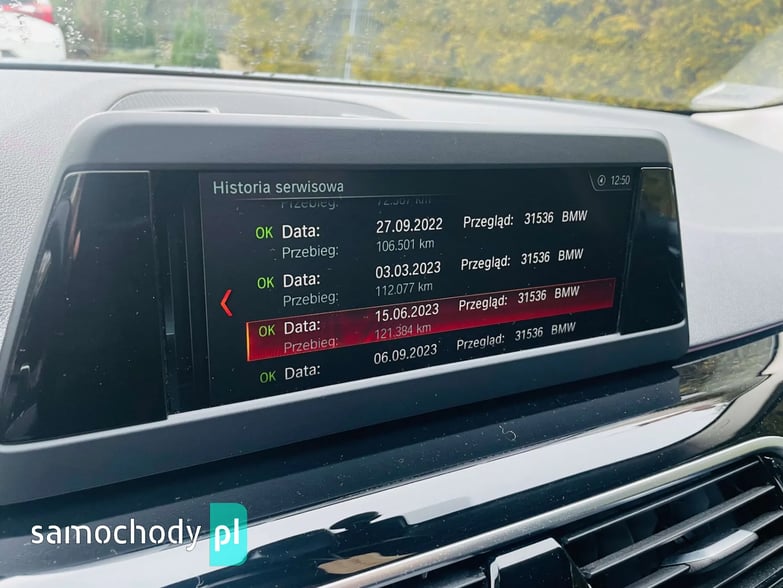 Historia serwisowa
12:50
Przebieg:
OK Data: 27.09.2022 Przegląd: 31536 BMW
Przebieg: 106.501 km
OK Data: 03.03.2023 Przegląd: 31536 BMW
Przebieg: 112.077 km
OK Data: 15.06.2023 Przegląd: 31536 BMW
Przebieg: 121.384 km
OK Data: 06.09.2023 Przegląd: 31536 BMW
samochody pl